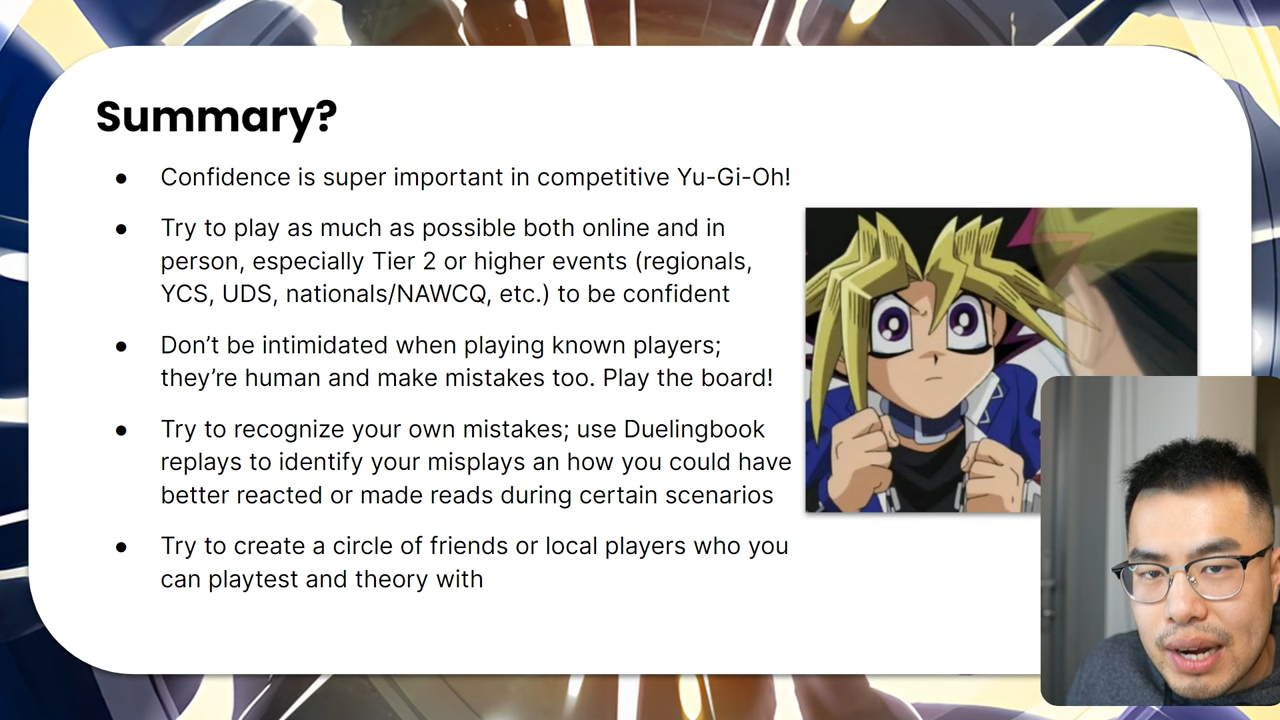 Summary?
● Confidence is super important in competitive Yu-Gi-Oh!
● Try to play as much as possible both online and in
person, especially Tier 2 or higher events (regionals,
YCS, UDS, nationals/NAWCQ, etc.) to be confident
● Don’t be intimidated when playing known players;
they’re human and make mistakes too. Play the board!
● Try to recognize your own mistakes; use Duelingbook
replays to identify your misplays an how you could have
better reacted or made reads during certain scenarios
● Try to create a circle of friends or local players who you
can playtest and theory with